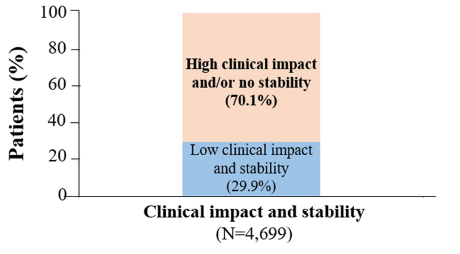 Patients (%)
100
80
60
40
20
0
High clinical impact
and/or no stability
(70.1%)
Low clinical impact
and stability
(29.9%)
Clinical impact and stability
(N=4,699)